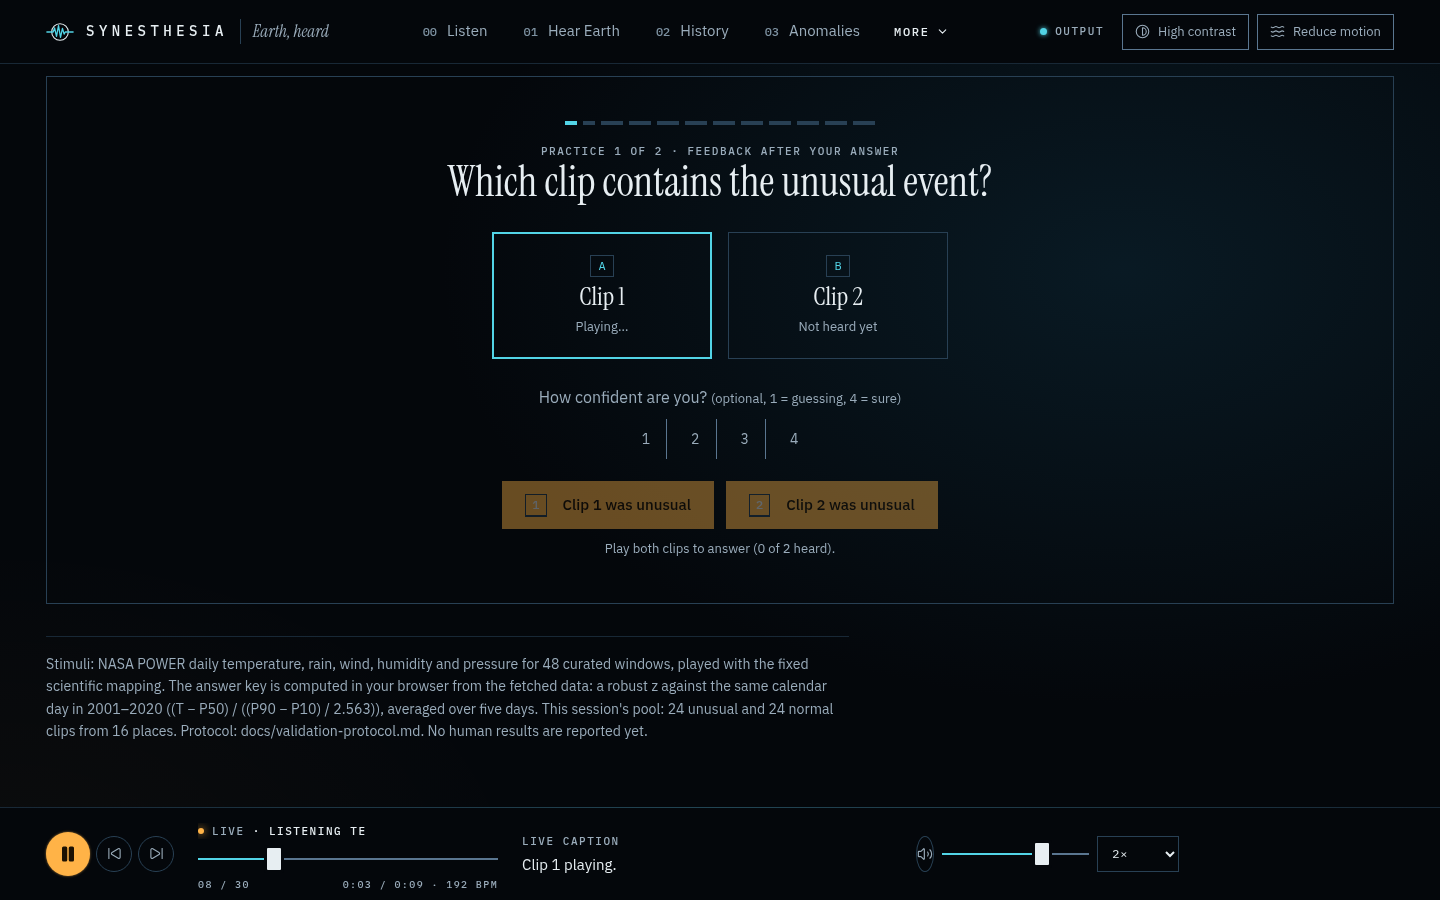 SYNESTHESIA Earth, heard 00 Listen 01 Hear Earth 02 History 03 Anomalies MORE OUTPUT High contrast Reduce motion
PRACTICE 1 OF 2 · FEEDBACK AFTER YOUR ANSWER
Which clip contains the unusual event?
A B
Clip 1 Clip 2
Playing... Not heard yet
How confident are you? (optional, 1 = guessing, 4 = sure)
1 2 3 4
1 Clip 1 was unusual 2 Clip 2 was unusual
Play both clips to answer (0 of 2 heard).
Stimuli: NASA POWER daily temperature, rain, wind, humidity and pressure for 48 curated windows, played with the fixed
scientific mapping. The answer key is computed in your browser from the fetched data: a robust z against the same calendar
day in 2001–2020 ((T − P50) / ((P90 − P10) / 2.563)), averaged over five days. This session's pool: 24 unusual and 24 normal
clips from 16 places. Protocol: docs/validation-protocol.md. No human results are reported yet.
LIVE · LISTENING TE
LIVE CAPTION
Clip 1 playing.
2×
08 / 30 0:03 / 0:09 · 192 BPM